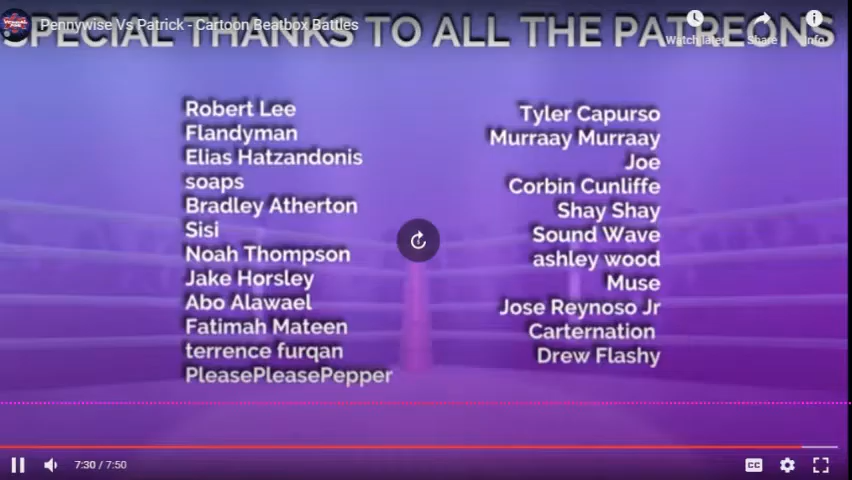 SPECIAL THANKS TO ALL THE PATREONS
Pennywise Vs Patrick - Cartoon Beatbox Battles
Watch later
Share
Info
Robert Lee
Flandyman
Elias Hatzandonis
soaps
Bradley Atherton
Sisi
Noah Thompson
Jake Horsley
Abo Alawael
Fatimah Mateen
terrence furqan
PleasePleasePepper
Tyler Capurso
Murraay Murraay
Joe
Corbin Cunliffe
Shay Shay
Sound Wave
ashley wood
Muse
Jose Reynoso Jr
Carternation
Drew Flashy
7:30 / 7:50
CC